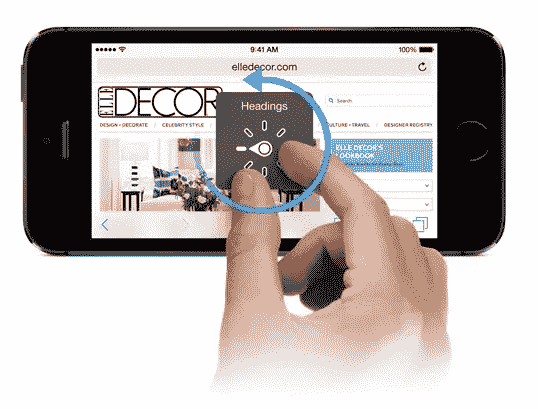 9:41 AM
100%
elledecor.com
ELLE DECOR
Search
Headings
DESIGN + DECORATE
CELEBRITY STYLE
CULTURE + TRAVEL
DESIGNER REGISTRY
ELLE DECOR'S